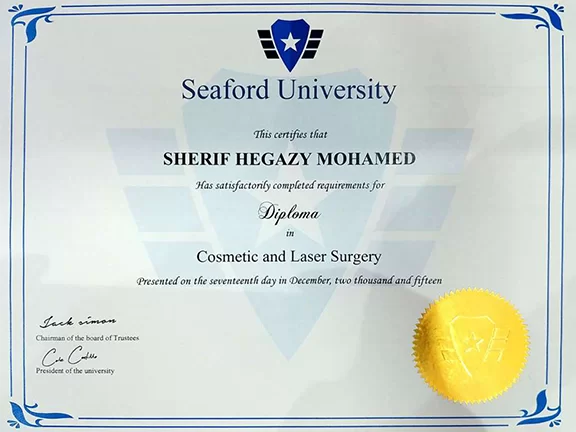 Seaford University
This certifies that
SHERIF HEGAZY MOHAMED
Has satisfactorily completed requirements for
Diploma
in
Cosmetic and Laser Surgery
Presented on the seventeenth day in December, two thousand and fifteen
Jack simon
Chairman of the board of Trustees
President of the university